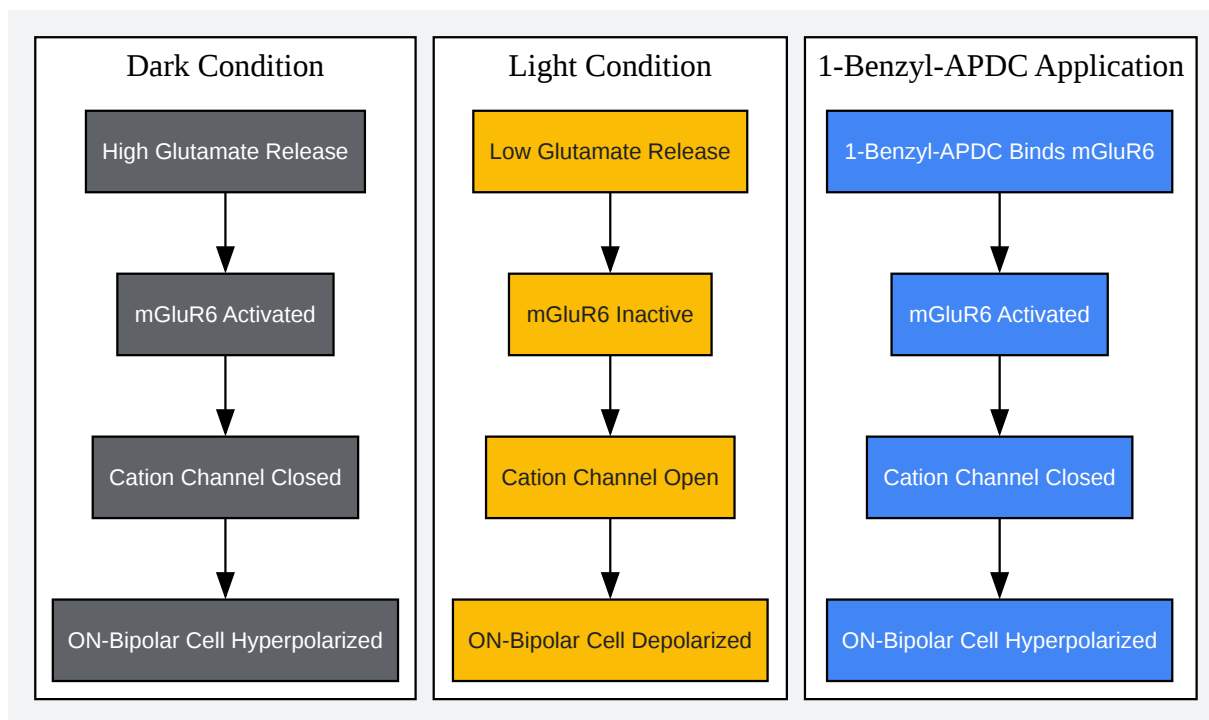 Dark Condition
High Glutamate Release
mGluR6 Activated
Cation Channel Closed
ON-Bipolar Cell Hyperpolarized
Light Condition
Low Glutamate Release
mGluR6 Inactive
Cation Channel Open
ON-Bipolar Cell Depolarized
1-Benzyl-APDC Application
1-Benzyl-APDC Binds mGluR6
mGluR6 Activated
Cation Channel Closed
ON-Bipolar Cell Hyperpolarized